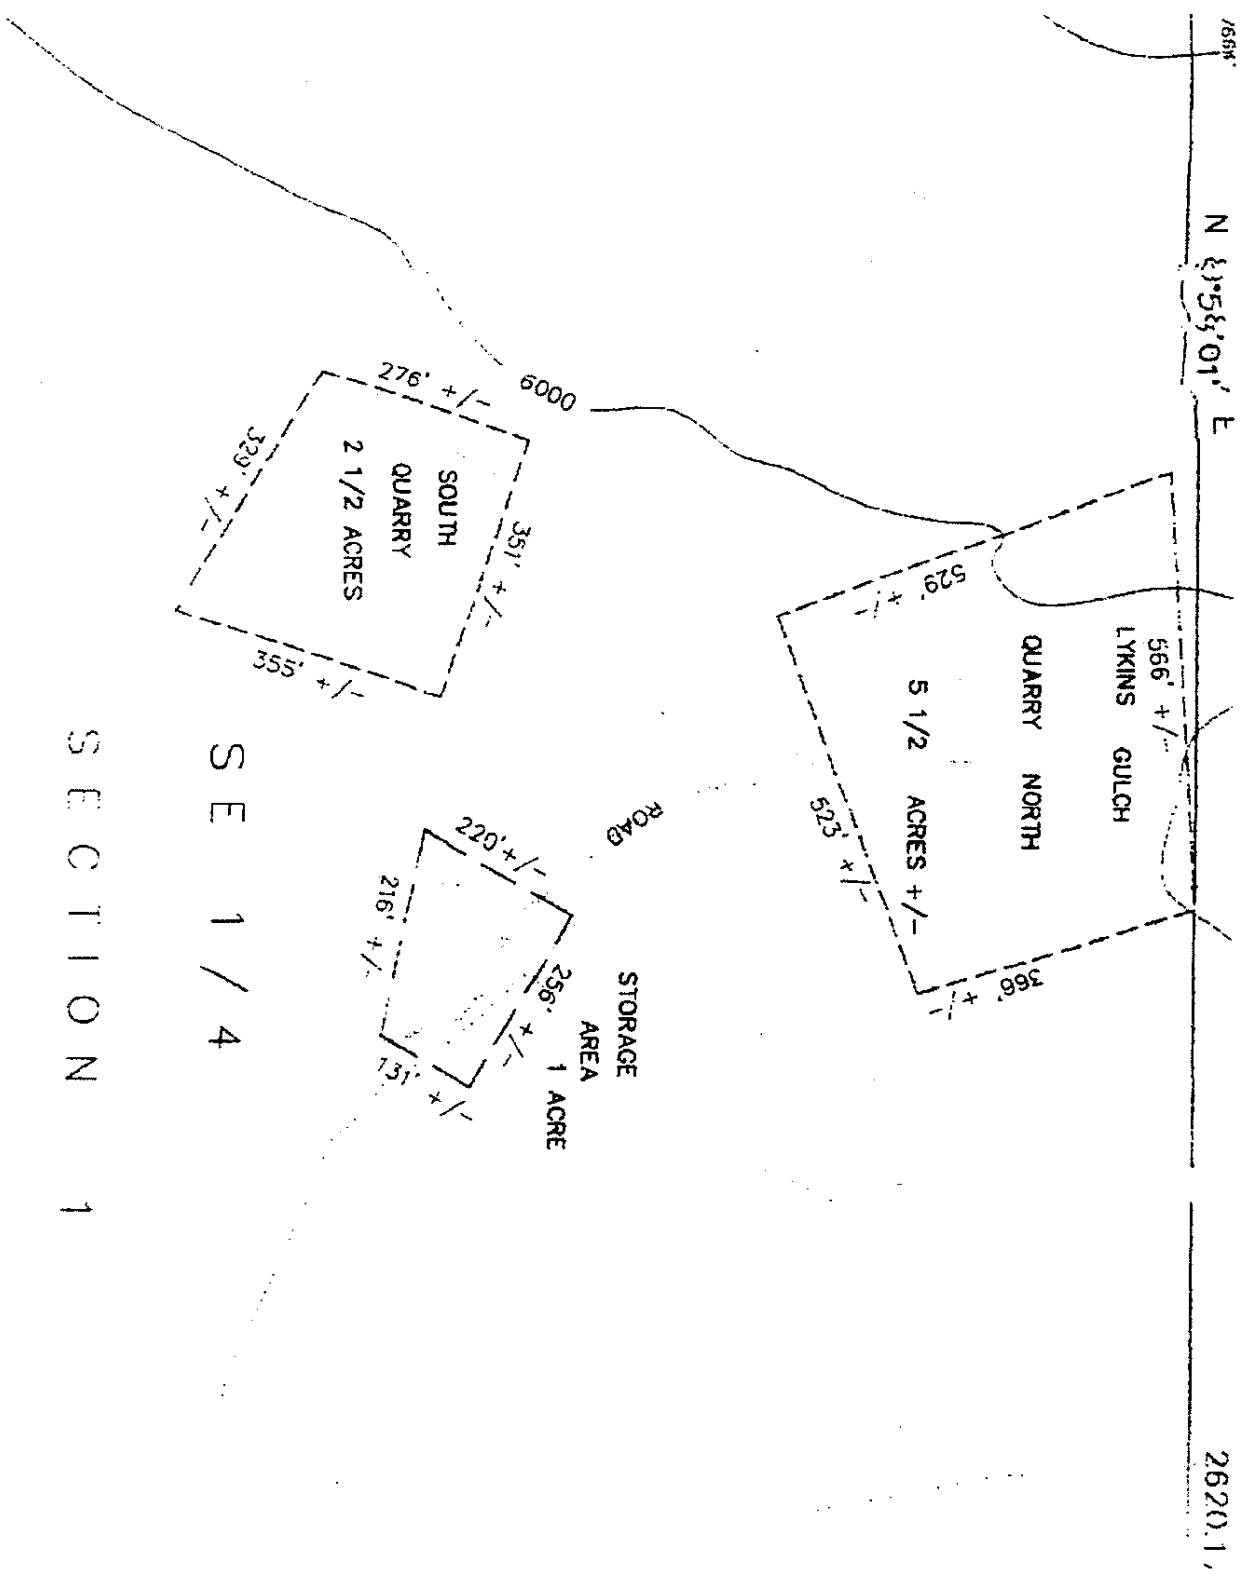 2620.1
566' +/-
LYKINS GULCH
QUARRY NORTH
5 1/2 ACRES +/-
529' +/-
523' +/-
366' +/-
6000
276' +/-
351' +/-
SOUTH
QUARRY
2 1/2 ACRES
329' +/-
355' +/-
ROAD
STORAGE
AREA
1 ACRE
220' +/-
256' +/-
216' +/-
131' +/-
SE 1/4
SECTION 1